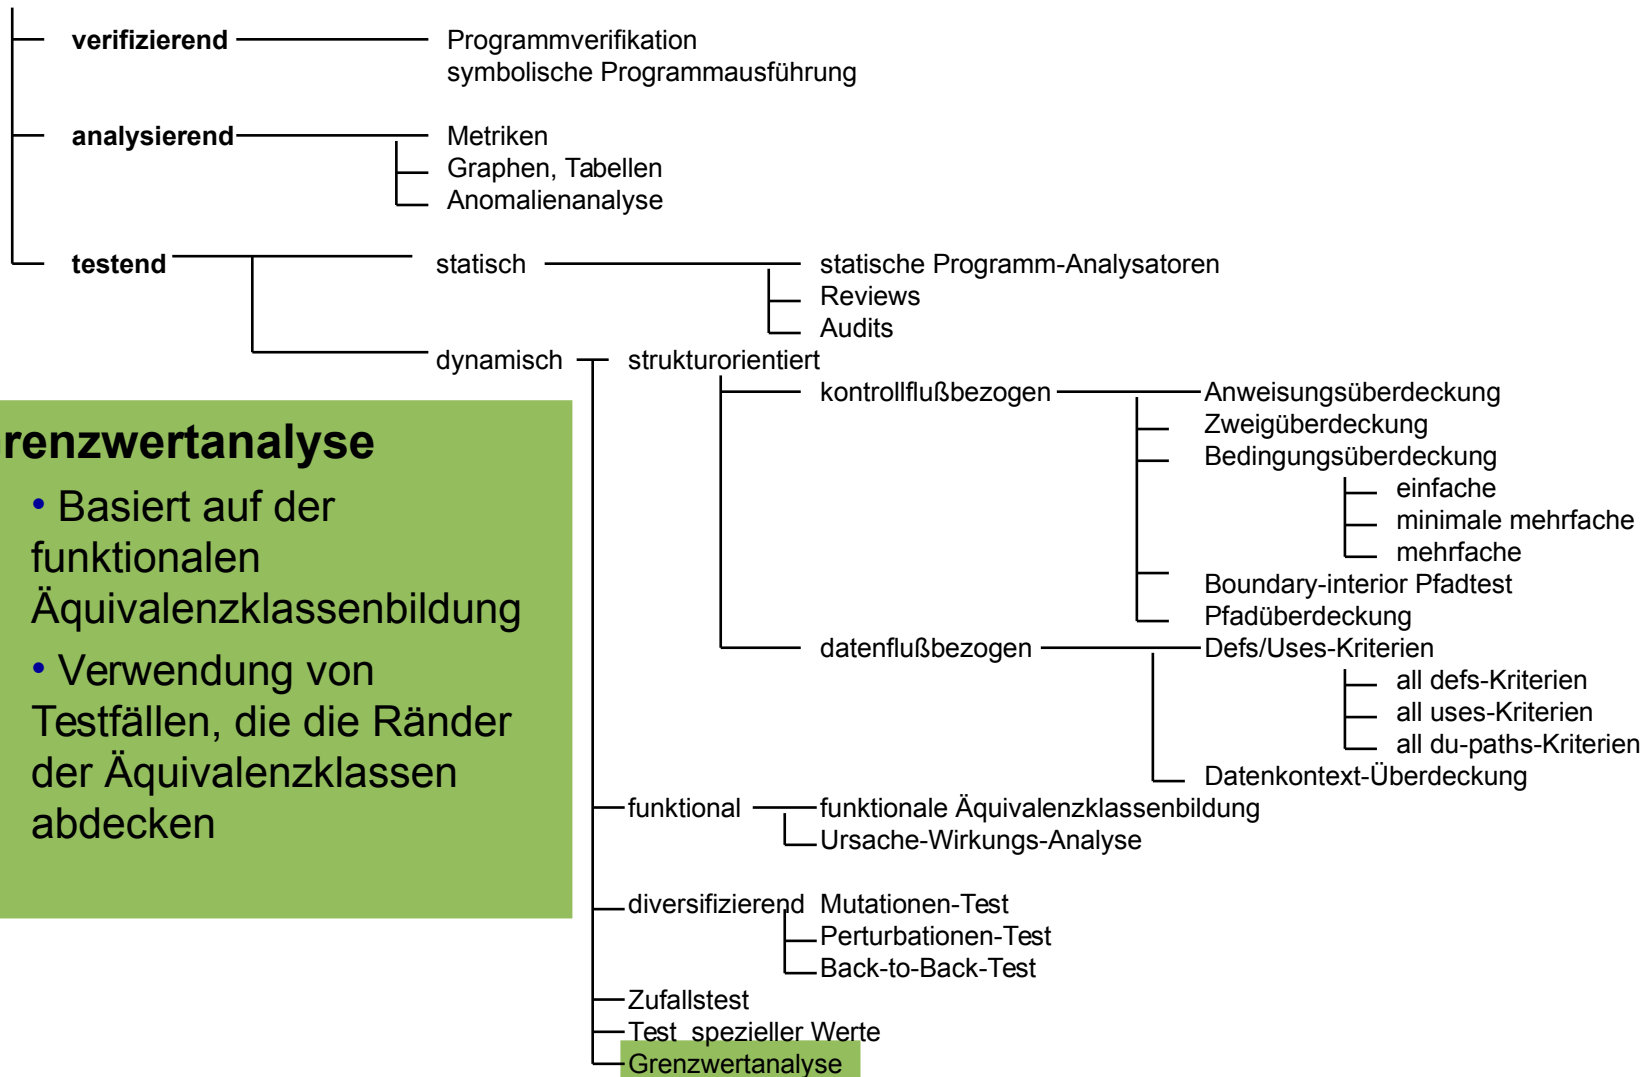 verifizierend
Programmverifikation
symbolische Programmausführung
analysierend
Metriken
Graphen, Tabellen
Anomalienanalyse
testend
statisch
statische Programm-Analysatoren
Reviews
Audits
dynamisch
strukturorientiert
kontrollflußbezogen
Anweisungsüberdeckung
Zweigüberdeckung
Bedingungsüberdeckung
einfache
minimale mehrfache
mehrfache
Boundary-interior Pfadtest
Pfadüberdeckung
datenflußbezogen
Defs/Uses-Kriterien
all defs-Kriterien
all uses-Kriterien
all du-paths-Kriterien
Datenkontext-Überdeckung
funktional
funktionale Äquivalenzklassenbildung
Ursache-Wirkungs-Analyse
diversifizierend
Mutationen-Test
Perturbationen-Test
Back-to-Back-Test
Zufallstest
Test spezieller Werte
Grenzwertanalyse
renzwertanalyse
• Basiert auf der
funktionalen
Äquivalenzklassenbildung
• Verwendung von
Testfällen, die die Ränder
der Äquivalenzklassen
abdecken